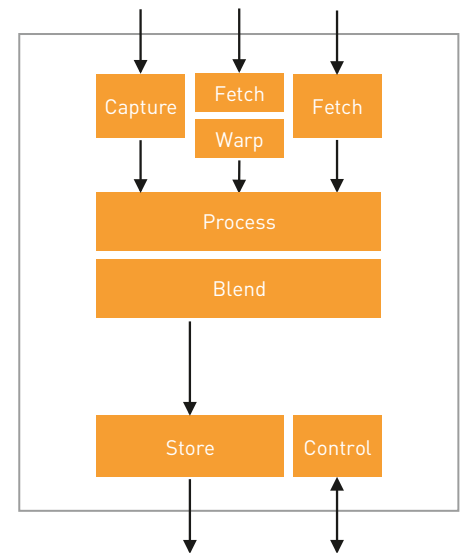 Capture
Fetch
Fetch
Warp
Process
Blend
Store
Control